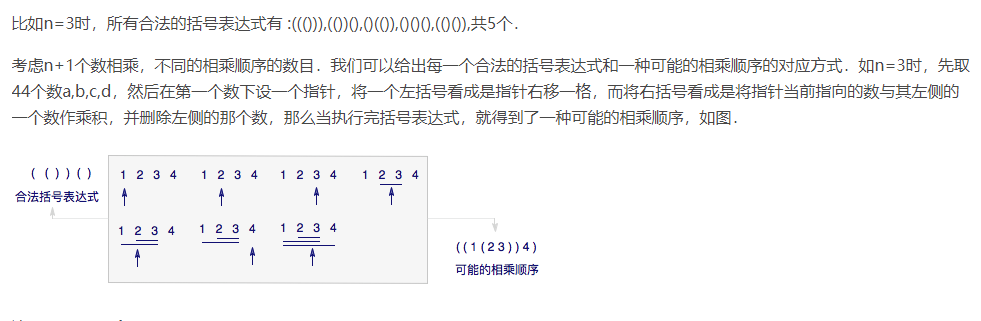 比如n=3时，所有合法的括号表达式有 :((())),(())(),()(()),()()(),(()()),共5个．
考虑n+1个数相乘，不同的相乘顺序的数目．我们可以给出每一个合法的括号表达式和一种可能的相乘顺序的对应方式．如n=3时，先取
44个数a,b,c,d，然后在第一个数下设一个指针，将一个左括号看成是指针右移一格，而将右括号看成是将指针当前指向的数与其左侧的
一个数作乘积，并删除左侧的那个数，那么当执行完括号表达式，就得到了一种可能的相乘顺序，如图．
( ( ) ) ( )
合法括号表达式
1 2 3 4 1 2 3 4 1 2 3 4 1 2 3 4
1 2 3 4 1 2 3 4 1 2 3 4
( ( 1 ( 2 3 ) ) 4 )
可能的相乘顺序